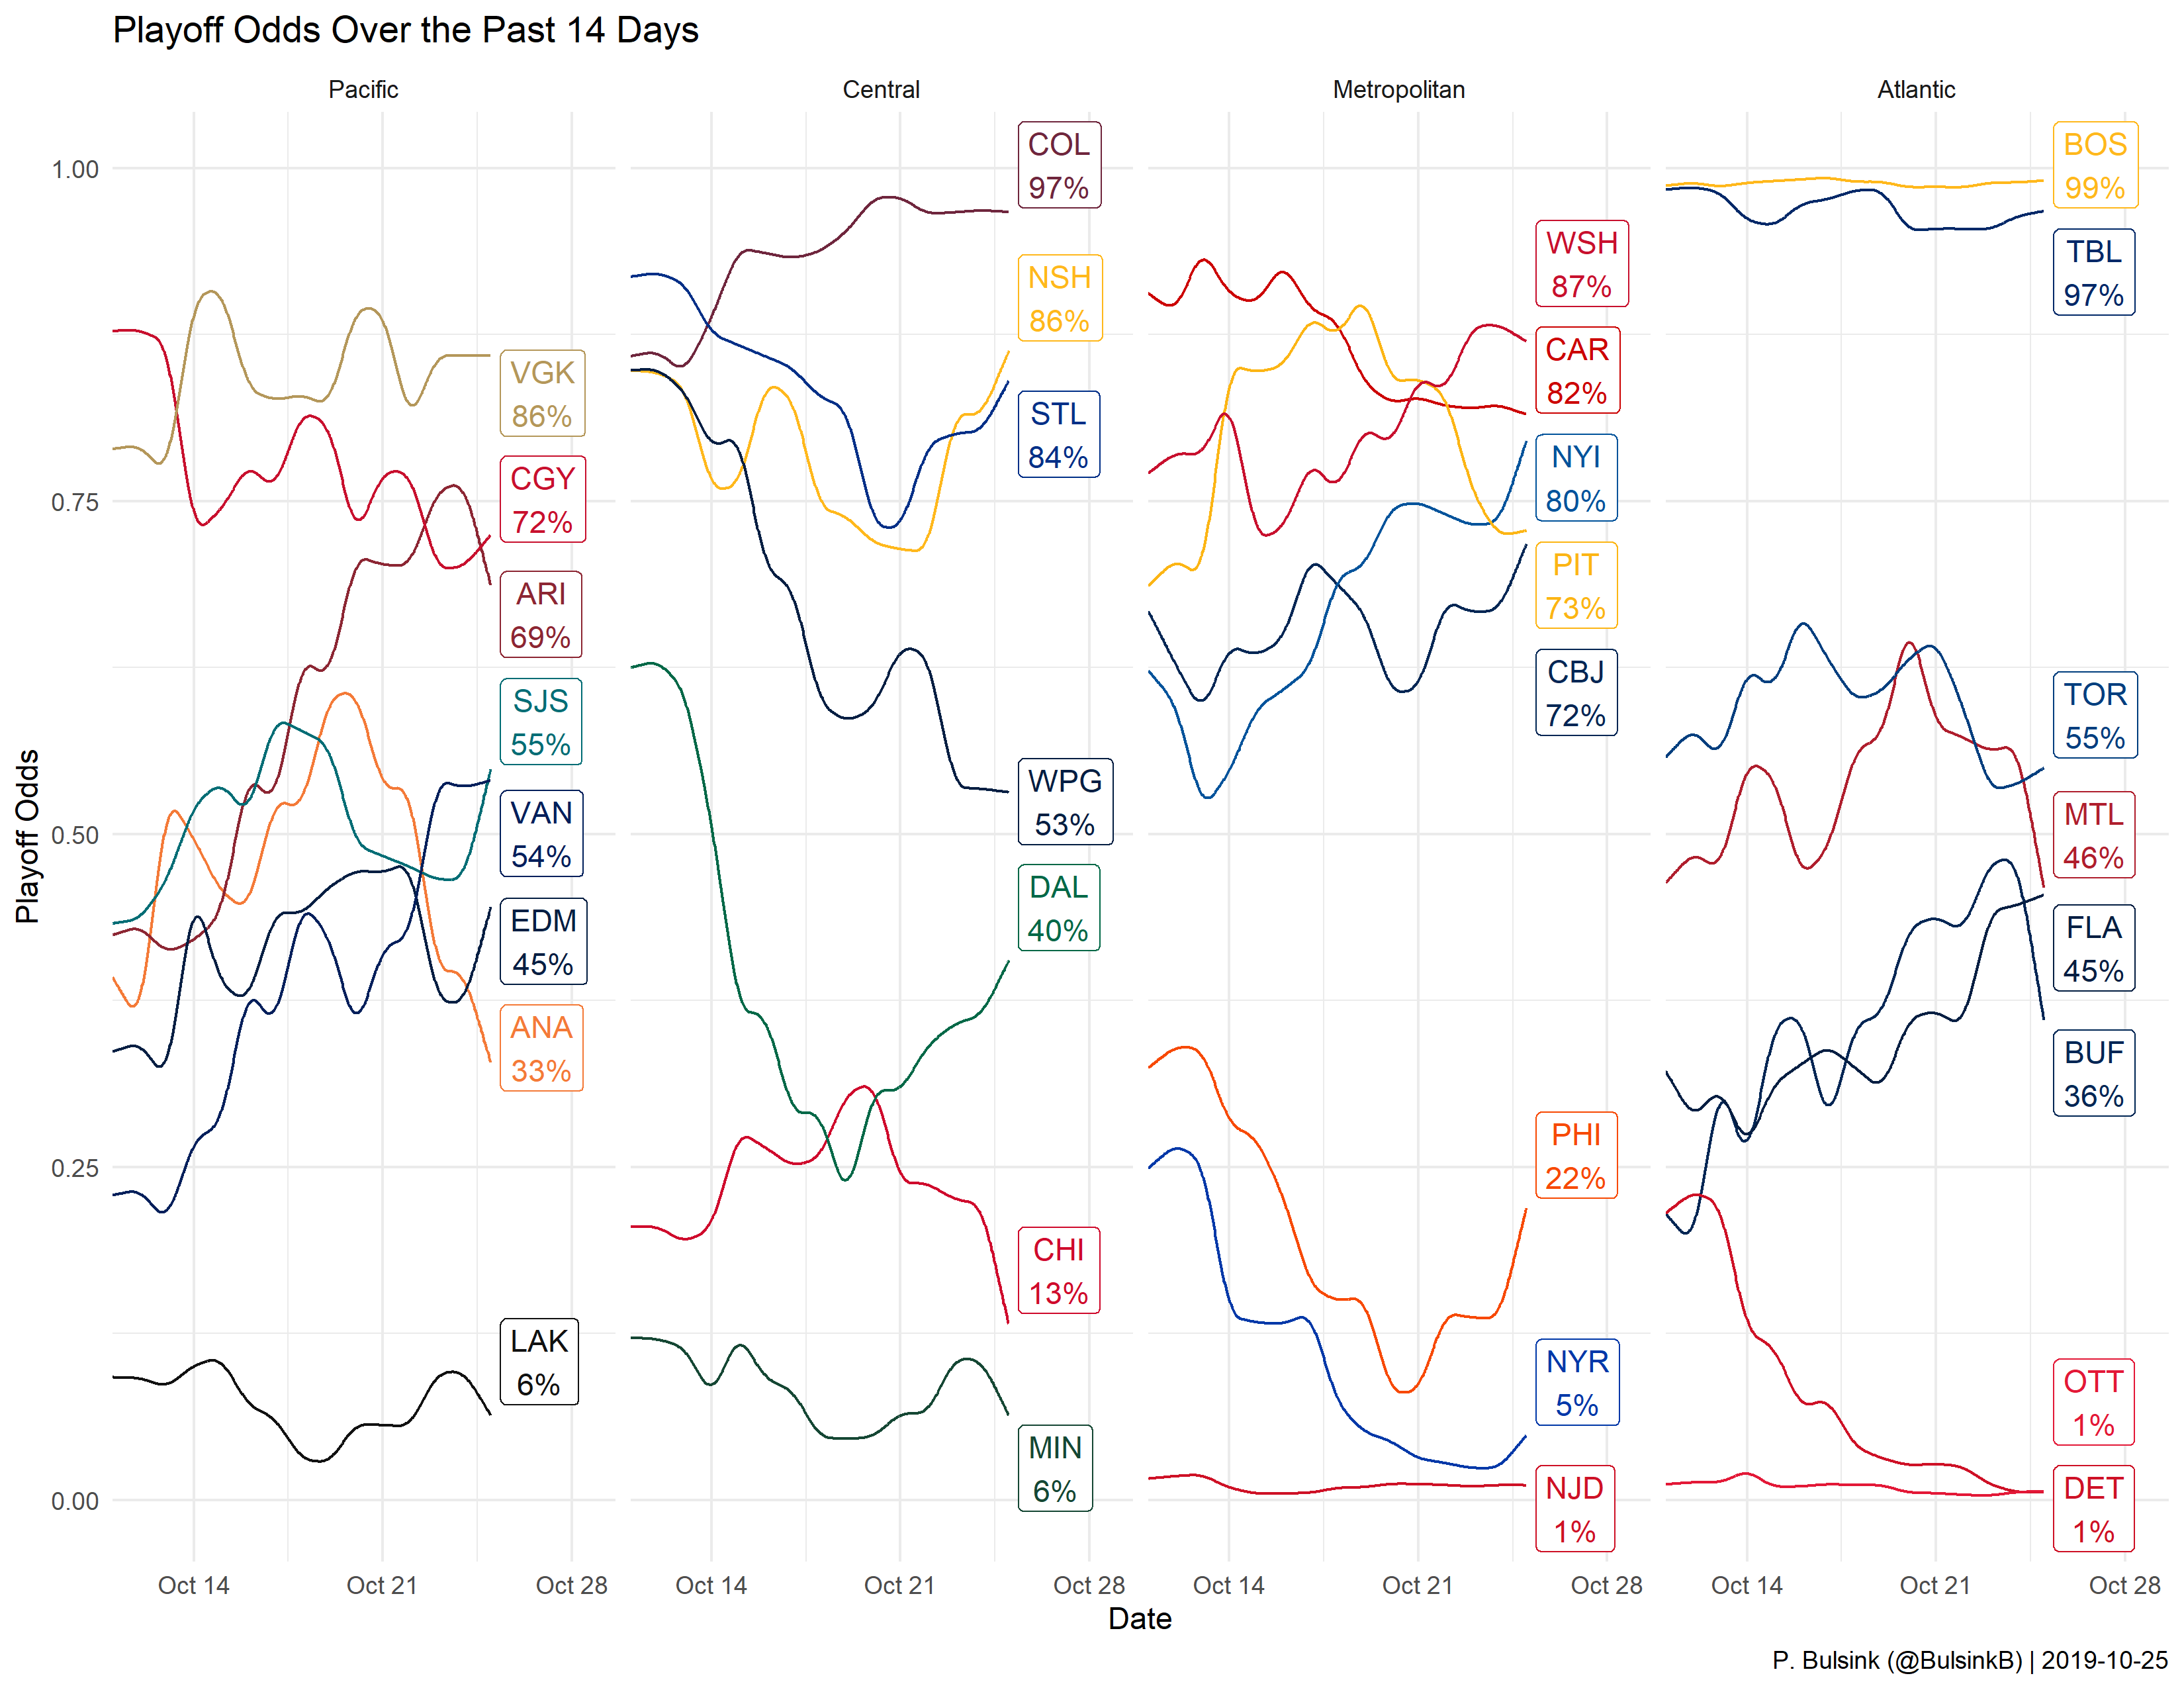 Playoff Odds Over the Past 14 Days
Pacific
Central
Metropolitan
Atlantic
Playoff Odds
1.00
0.75
0.50
0.25
0.00
VGK
86%
CGY
72%
ARI
69%
SJS
55%
VAN
54%
EDM
45%
ANA
33%
LAK
6%
COL
97%
NSH
86%
STL
84%
WPG
53%
DAL
40%
CHI
13%
MIN
6%
WSH
87%
CAR
82%
NYI
80%
PIT
73%
CBJ
72%
PHI
22%
NYR
5%
NJD
1%
BOS
99%
TBL
97%
TOR
55%
MTL
46%
FLA
45%
BUF
36%
OTT
1%
DET
1%
Oct 14 Oct 21 Oct 28
Oct 14 Oct 21 Oct 28
Oct 14 Oct 21 Oct 28
Oct 14 Oct 21 Oct 28
Date
P. Bulsink (@BulsinkB) | 2019-10-25